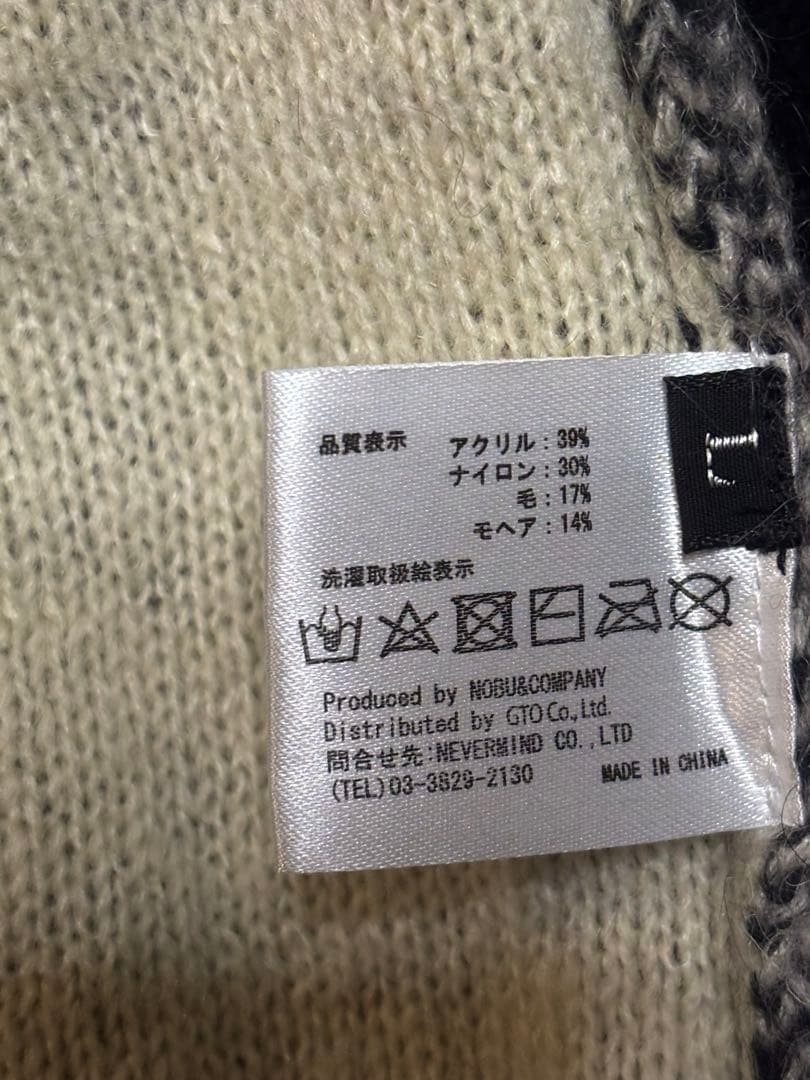 品質表示
アクリル : 39%
ナイロン : 30%
毛 : 17%
モヘア : 14%
L
洗濯取扱絵表示
Produced by NOBU&COMPANY
Distributed by GTO Co.,Ltd.
問合せ先:NEVERMIND CO.,LTD
(TEL)03-3829-2130
MADE IN CHINA